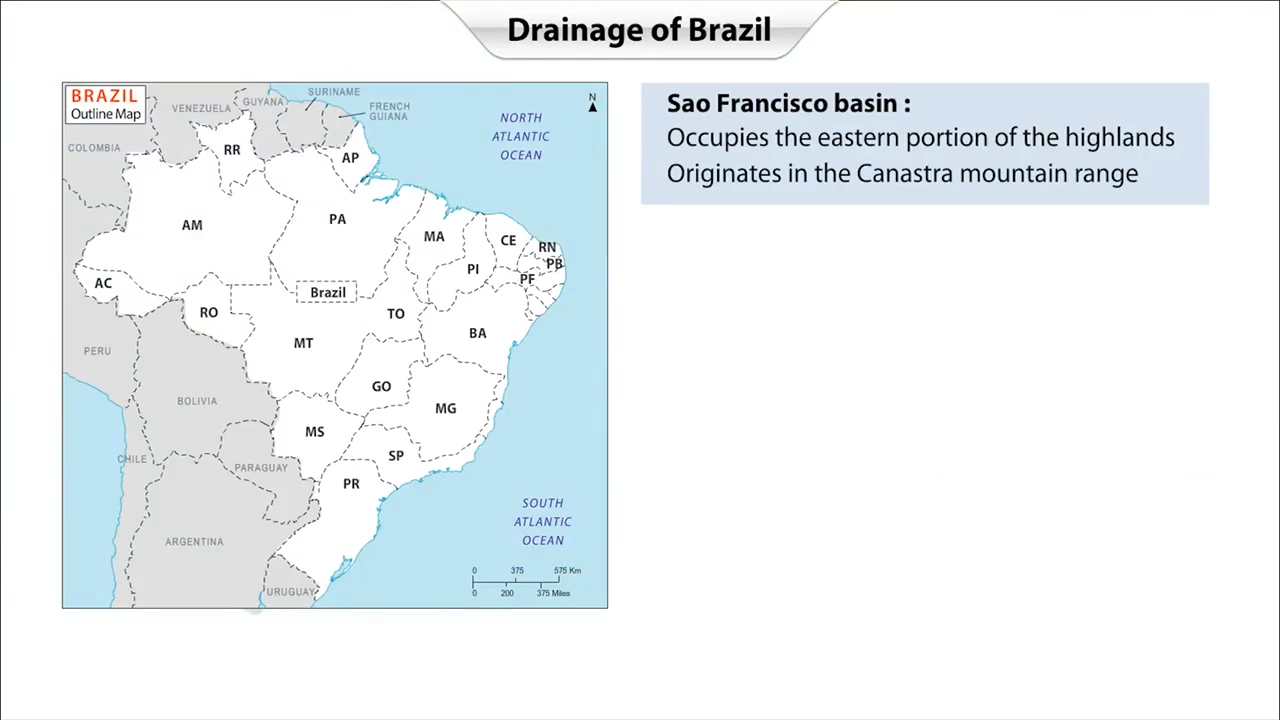 Drainage of Brazil
BRAZIL
Outline Map
VENEZUELA
GUYANA
SURINAME
FRENCH
GUIANA
COLOMBIA
N
NORTH
ATLANTIC
OCEAN
RR
AP
AM
PA
MA
CE
RN
PB
PE
PI
AC
RO
Brazil
TO
BA
MT
GO
MG
MS
SP
PR
PERU
BOLIVIA
CHILE
PARAGUAY
ARGENTINA
URUGUAY
SOUTH
ATLANTIC
OCEAN
0 375 575 Km
0 200 375 Miles
Sao Francisco basin :
Occupies the eastern portion of the highlands
Originates in the Canastra mountain range